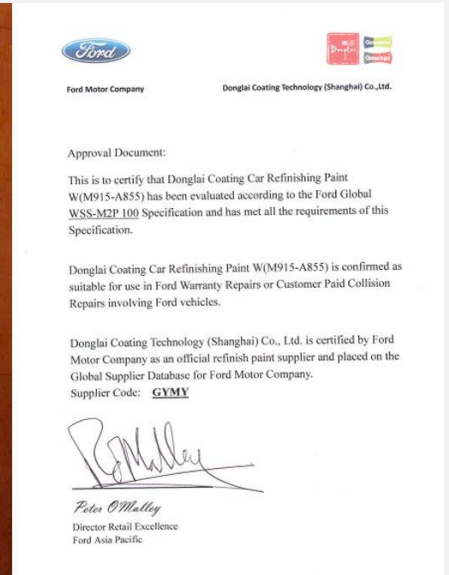 Ford
Donglai
Onwings
Onwaysign
Ford Motor Company
Donglai Coating Technology (Shanghai) Co.,Ltd.
Approval Document:
This is to certify that Donglai Coating Car Refinishing Paint
W(M915-A855) has been evaluated according to the Ford Global
WSS-M2P 100 Specification and has met all the requirements of this
Specification.
Donglai Coating Car Refinishing Paint W(M915-A855) is confirmed as
suitable for use in Ford Warranty Repairs or Customer Paid Collision
Repairs involving Ford vehicles.
Donglai Coating Technology (Shanghai) Co., Ltd. is certified by Ford
Motor Company as an official refinish paint supplier and placed on the
Global Supplier Database for Ford Motor Company.
Supplier Code: GYMY
Peter O'Malley
Director Retail Excellence
Ford Asia Pacific